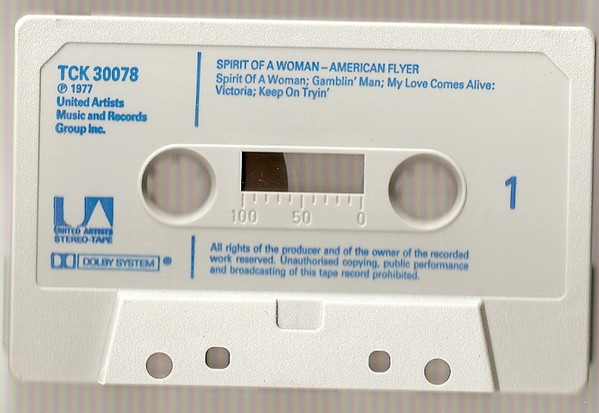 TCK 30078
℗ 1977
United Artists
Music and Records
Group Inc.
SPIRIT OF A WOMAN – AMERICAN FLYER
Spirit Of A Woman; Gamblin' Man; My Love Comes Alive:
Victoria; Keep On Tryin'
1
100 50 0
UA
UNITED ARTISTS
STEREO-TAPE
DOLBY SYSTEM ®
All rights of the producer and of the owner of the recorded
work reserved. Unauthorised copying, public performance
and broadcasting of this tape record prohibited.